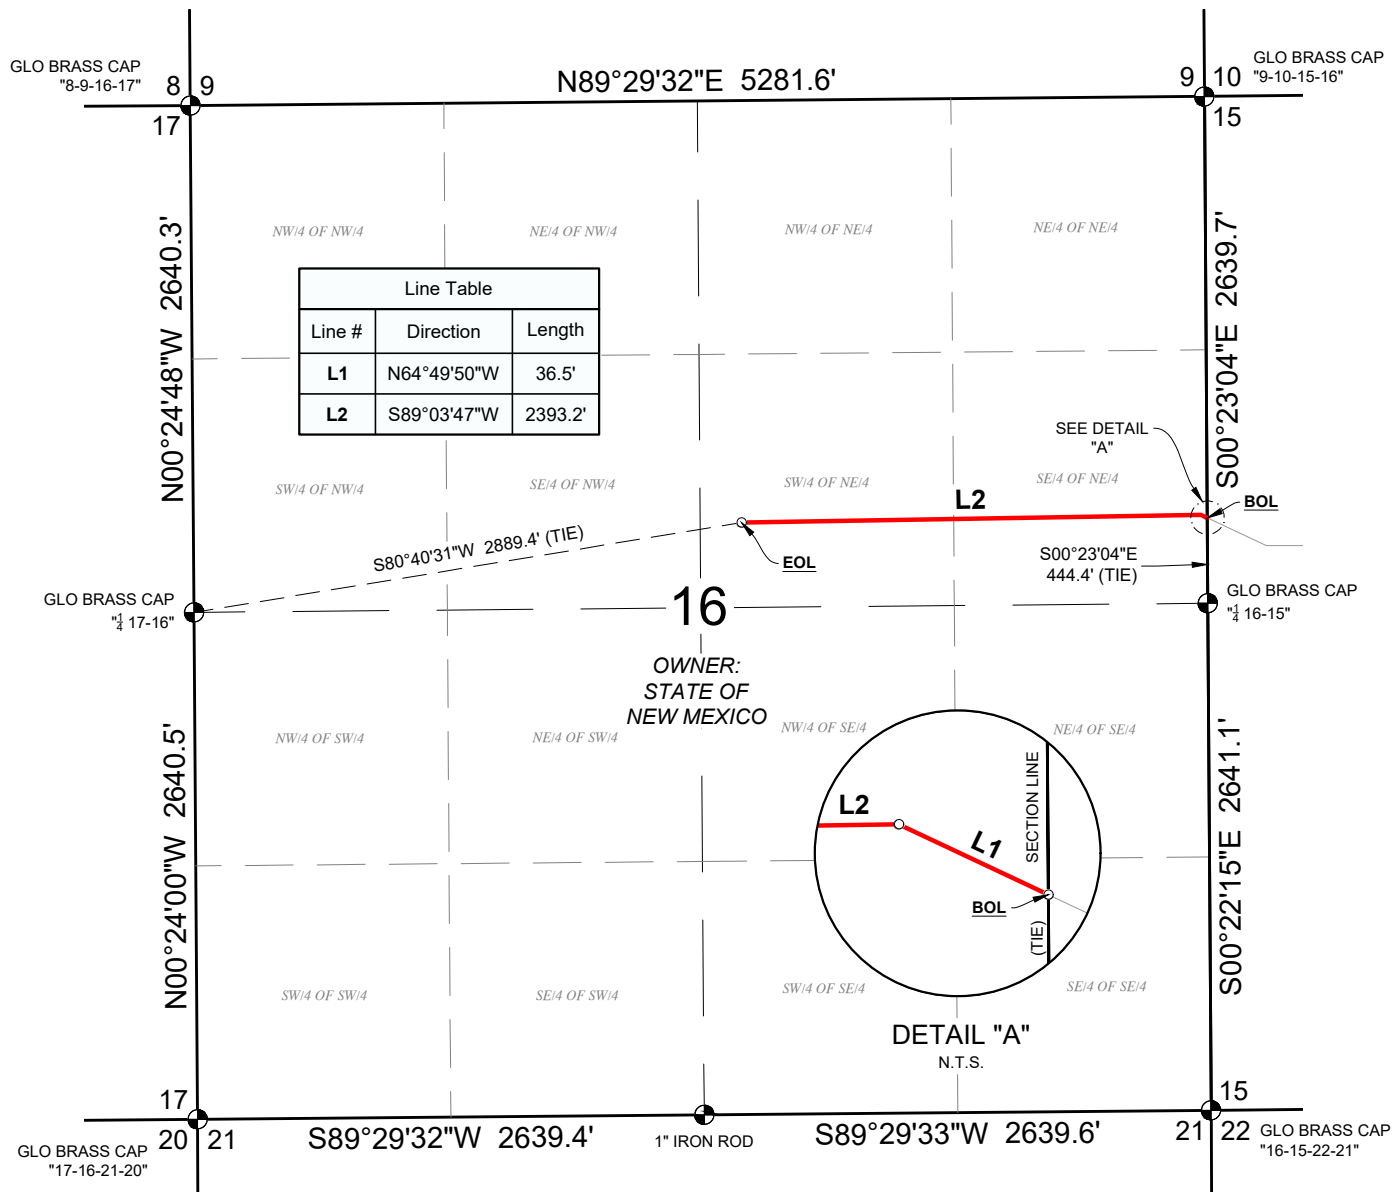 GLO BRASS CAP
"8-9-16-17"
8
9
17
N89°29'32"E 5281.6'
9
10
15
GLO BRASS CAP
"9-10-15-16"
N00°24'48"W 2640.3'
S00°23'04"E 2639.7'
NW/4 OF NW/4
NE/4 OF NW/4
NW/4 OF NE/4
NE/4 OF NE/4
Line Table
Line # Direction Length
L1 N64°49'50"W 36.5'
L2 S89°03'47"W 2393.2'
SEE DETAIL
"A"
SW/4 OF NW/4
SE/4 OF NW/4
SW/4 OF NE/4
SE/4 OF NE/4
L2
BOL
S80°40'31"W 2889.4' (TIE)
EOL
S00°23'04"E
444.4' (TIE)
GLO BRASS CAP
"1/4 17-16"
16
GLO BRASS CAP
"1/4 16-15"
OWNER:
STATE OF
NEW MEXICO
N00°24'00"W 2640.5'
S00°22'15"E 2641.1'
NW/4 OF SW/4
NE/4 OF SW/4
NW/4 OF SE/4
NE/4 OF SE/4
L2
L1
SECTION LINE
BOL
(TIE)
SW/4 OF SW/4
SE/4 OF SW/4
SW/4 OF SE/4
SE/4 OF SE/4
DETAIL "A"
N.T.S.
17
20
21
GLO BRASS CAP
"17-16-21-20"
S89°29'32"W 2639.4'
1" IRON ROD
S89°29'33"W 2639.6'
15
21
22
GLO BRASS CAP
"16-15-22-21"